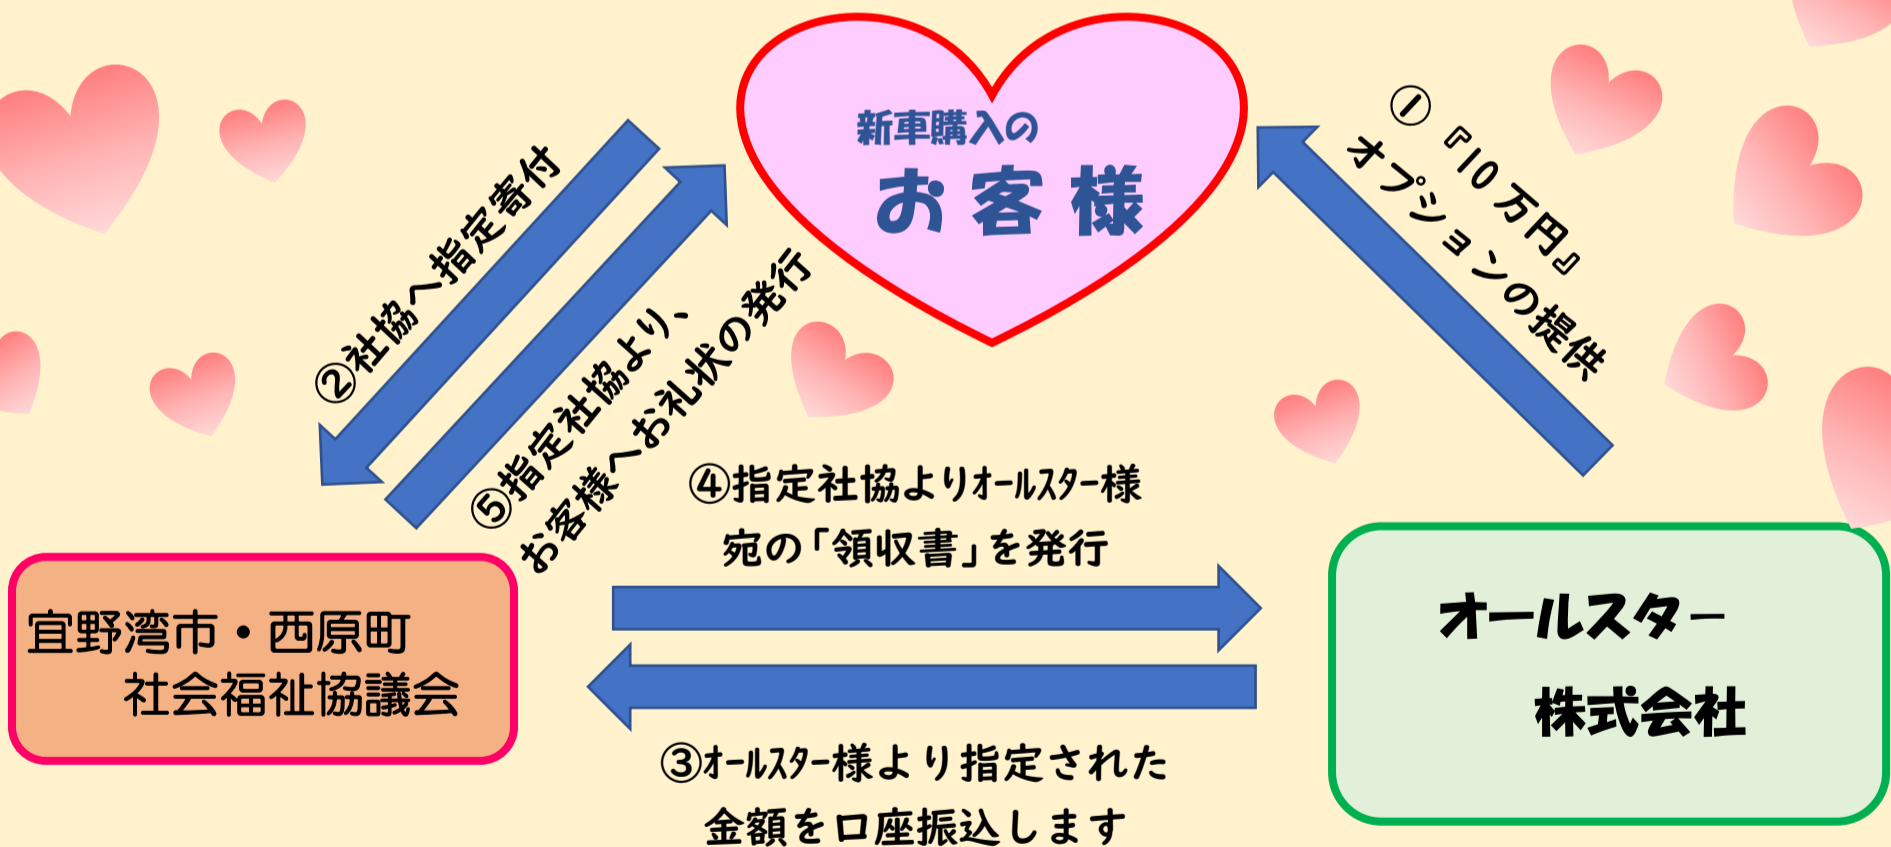 新車購入の
お客様
①『10万円』
オプションの提供
②社協へ指定寄付
⑤指定社協より、
お客様へお礼状の発行
④指定社協よりｵｰﾙｽﾀｰ様
宛の「領収書」を発行
宜野湾市・西原町
社会福祉協議会
オールスター
株式会社
③ｵｰﾙｽﾀｰ様より指定された
金額を口座振込します